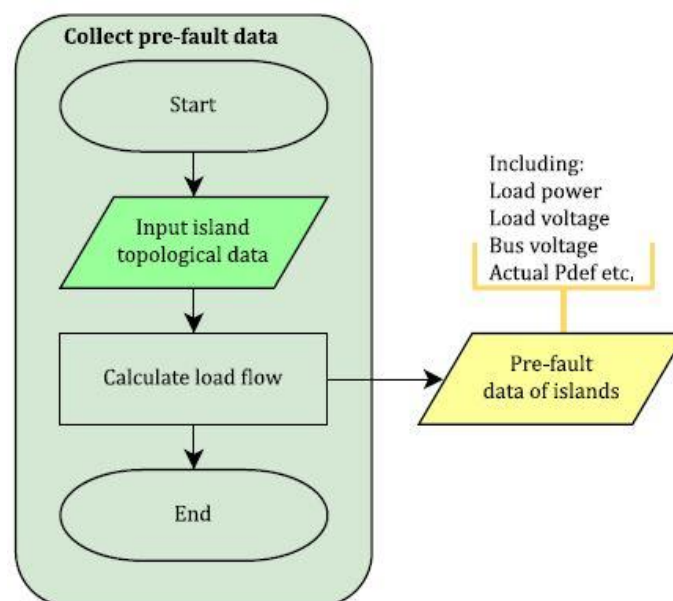 Collect pre-fault data
Start
Input island
topological data
Calculate load flow
End
Including:
Load power
Load voltage
Bus voltage
Actual Pdef etc.
Pre-fault
data of islands